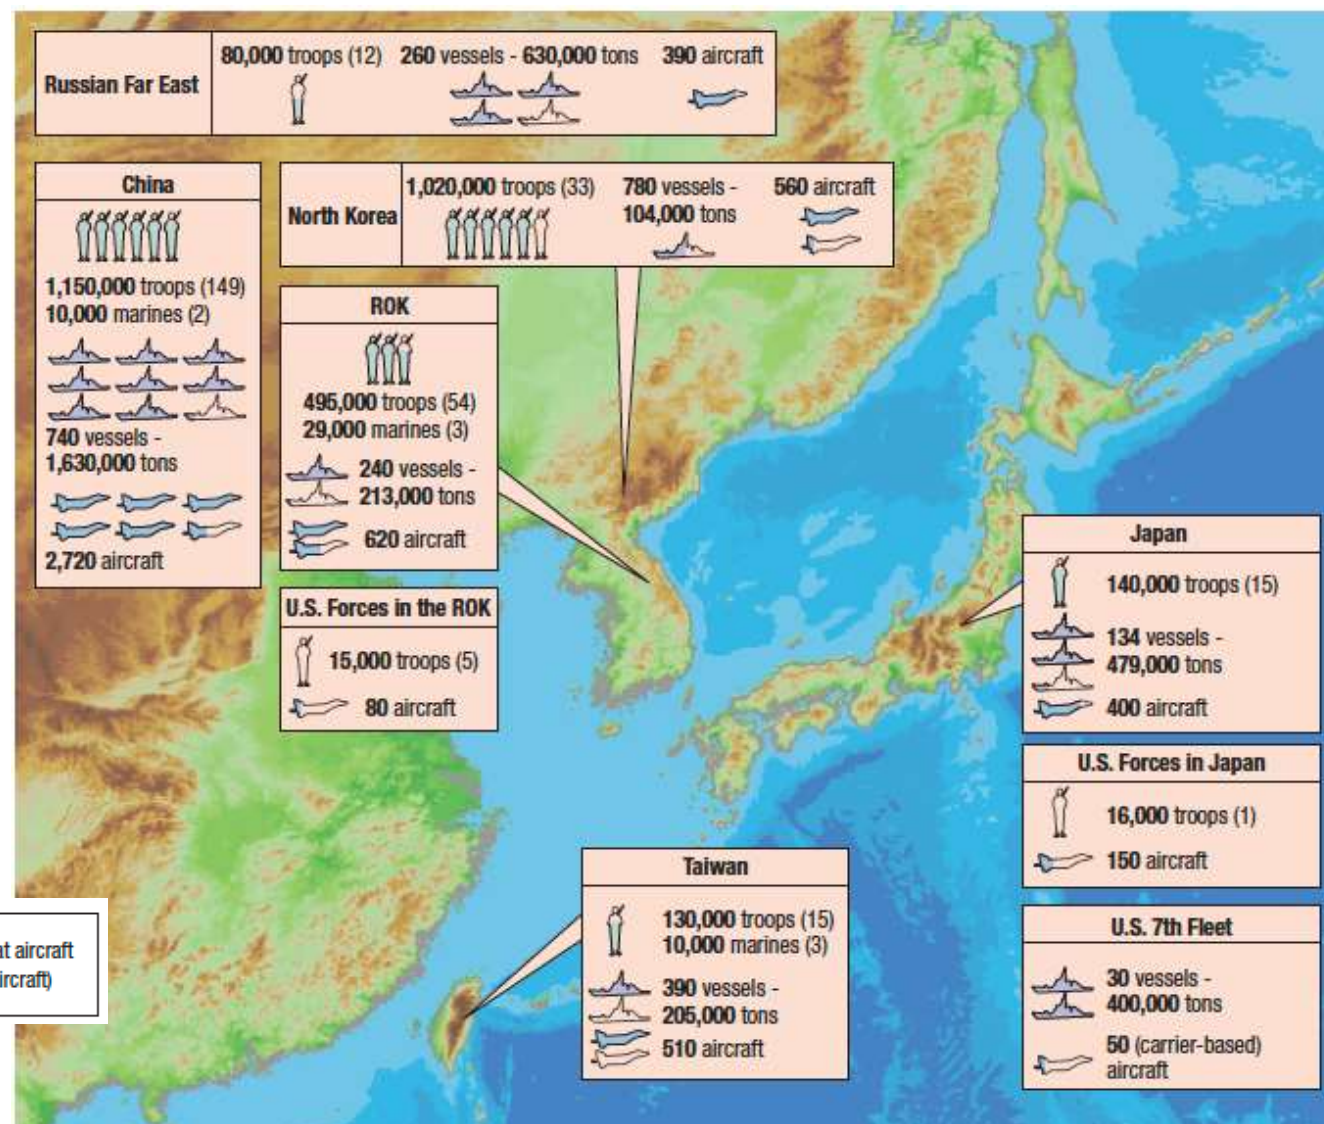 Russian Far East
80,000 troops (12)
260 vessels - 630,000 tons
390 aircraft
China
1,150,000 troops (149)
10,000 marines (2)
740 vessels -
1,630,000 tons
2,720 aircraft
North Korea
1,020,000 troops (33)
780 vessels -
104,000 tons
560 aircraft
ROK
495,000 troops (54)
29,000 marines (3)
240 vessels -
213,000 tons
620 aircraft
U.S. Forces in the ROK
15,000 troops (5)
80 aircraft
Japan
140,000 troops (15)
134 vessels -
479,000 tons
400 aircraft
U.S. Forces in Japan
16,000 troops (1)
150 aircraft
Taiwan
130,000 troops (15)
10,000 marines (3)
390 vessels -
205,000 tons
510 aircraft
U.S. 7th Fleet
30 vessels -
400,000 tons
50 (carrier-based)
aircraft
at aircraft
ircraft)